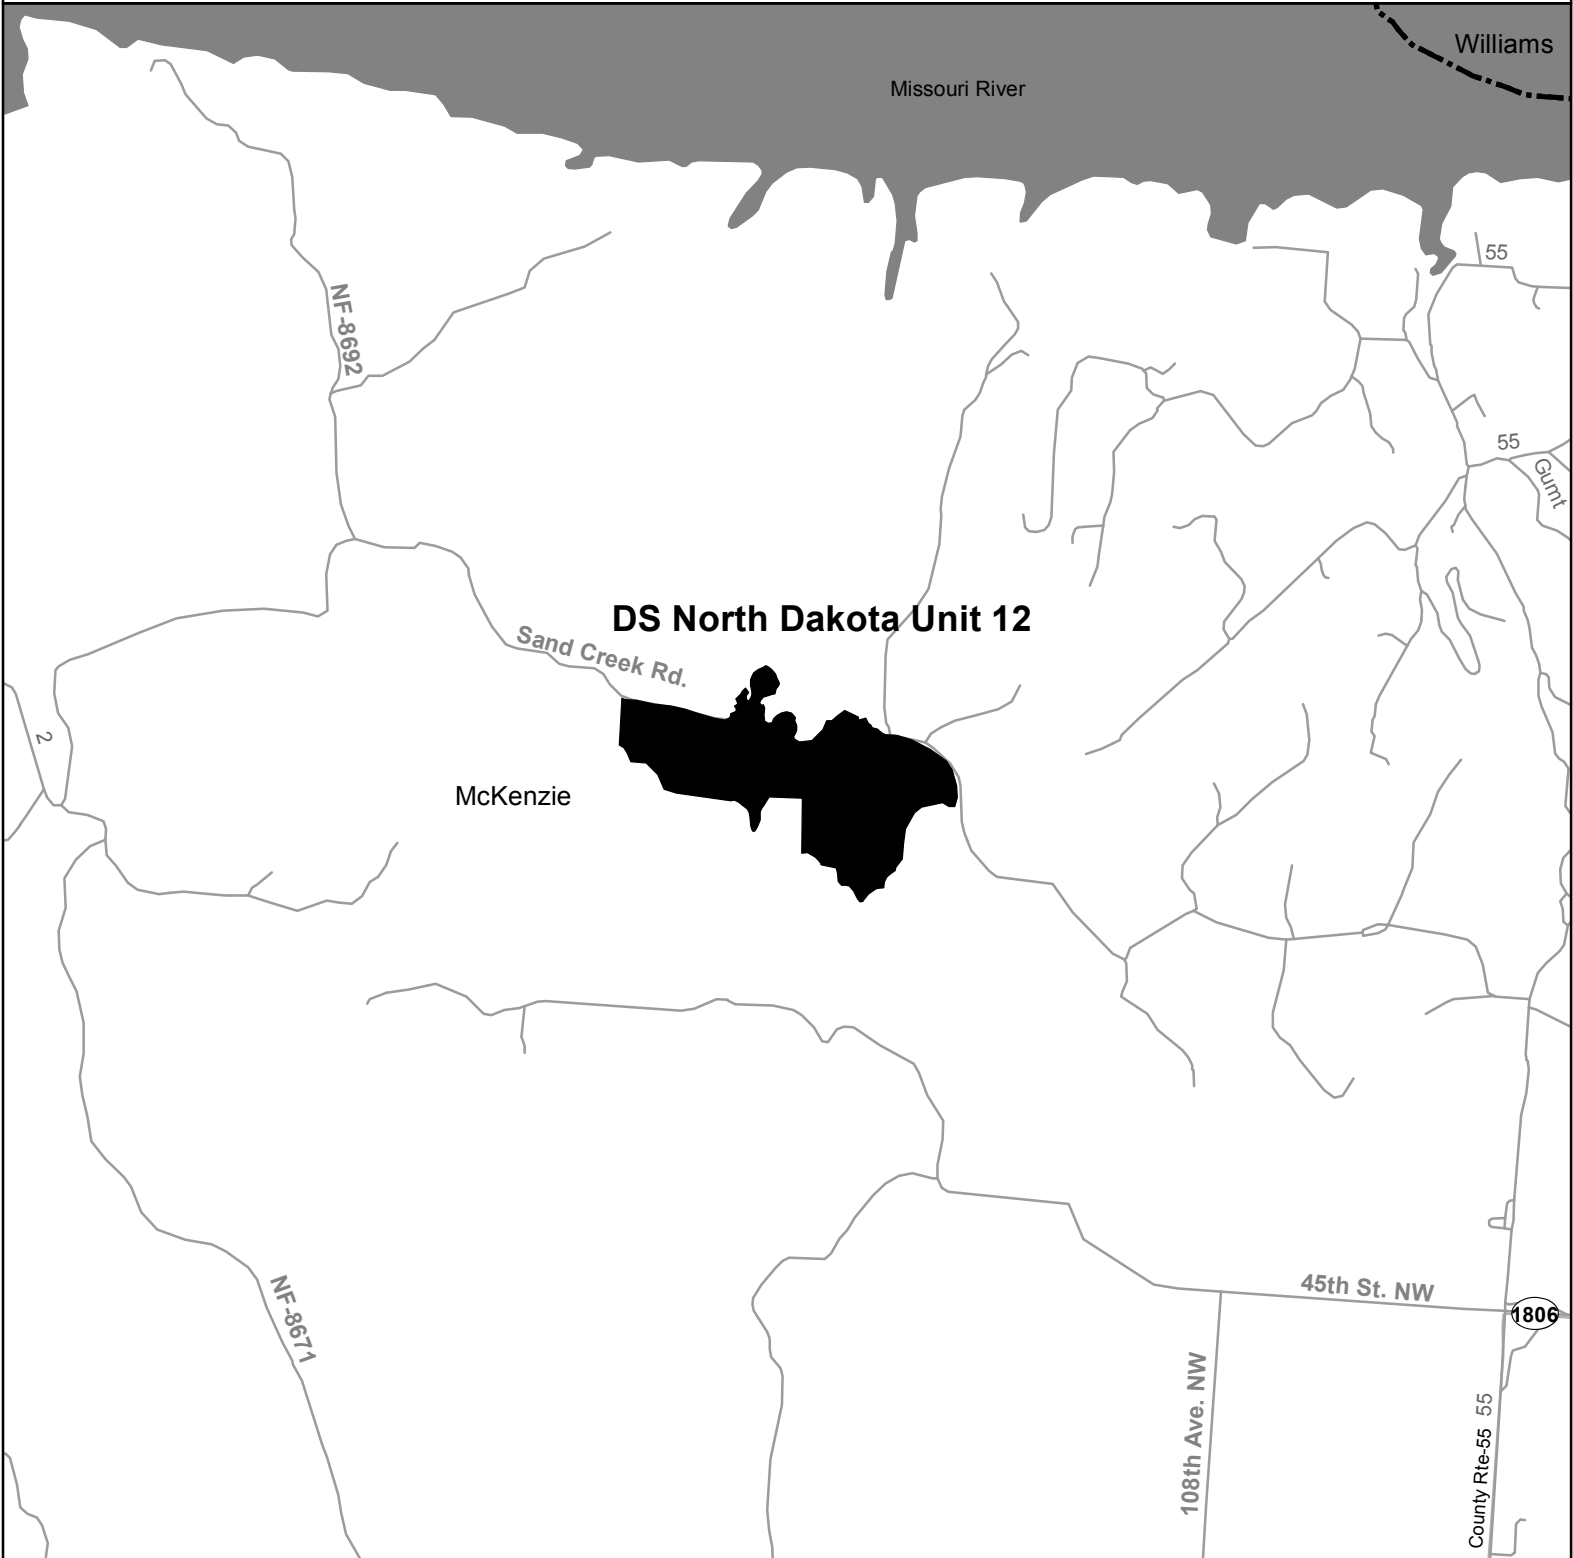 Williams
Missouri River
55
NF-8692
55
Gumt
DS North Dakota Unit 12
Sand Creek Rd.
2
McKenzie
45th St. NW
NF-8671
1806
108th Ave. NW
55
County Rte-55